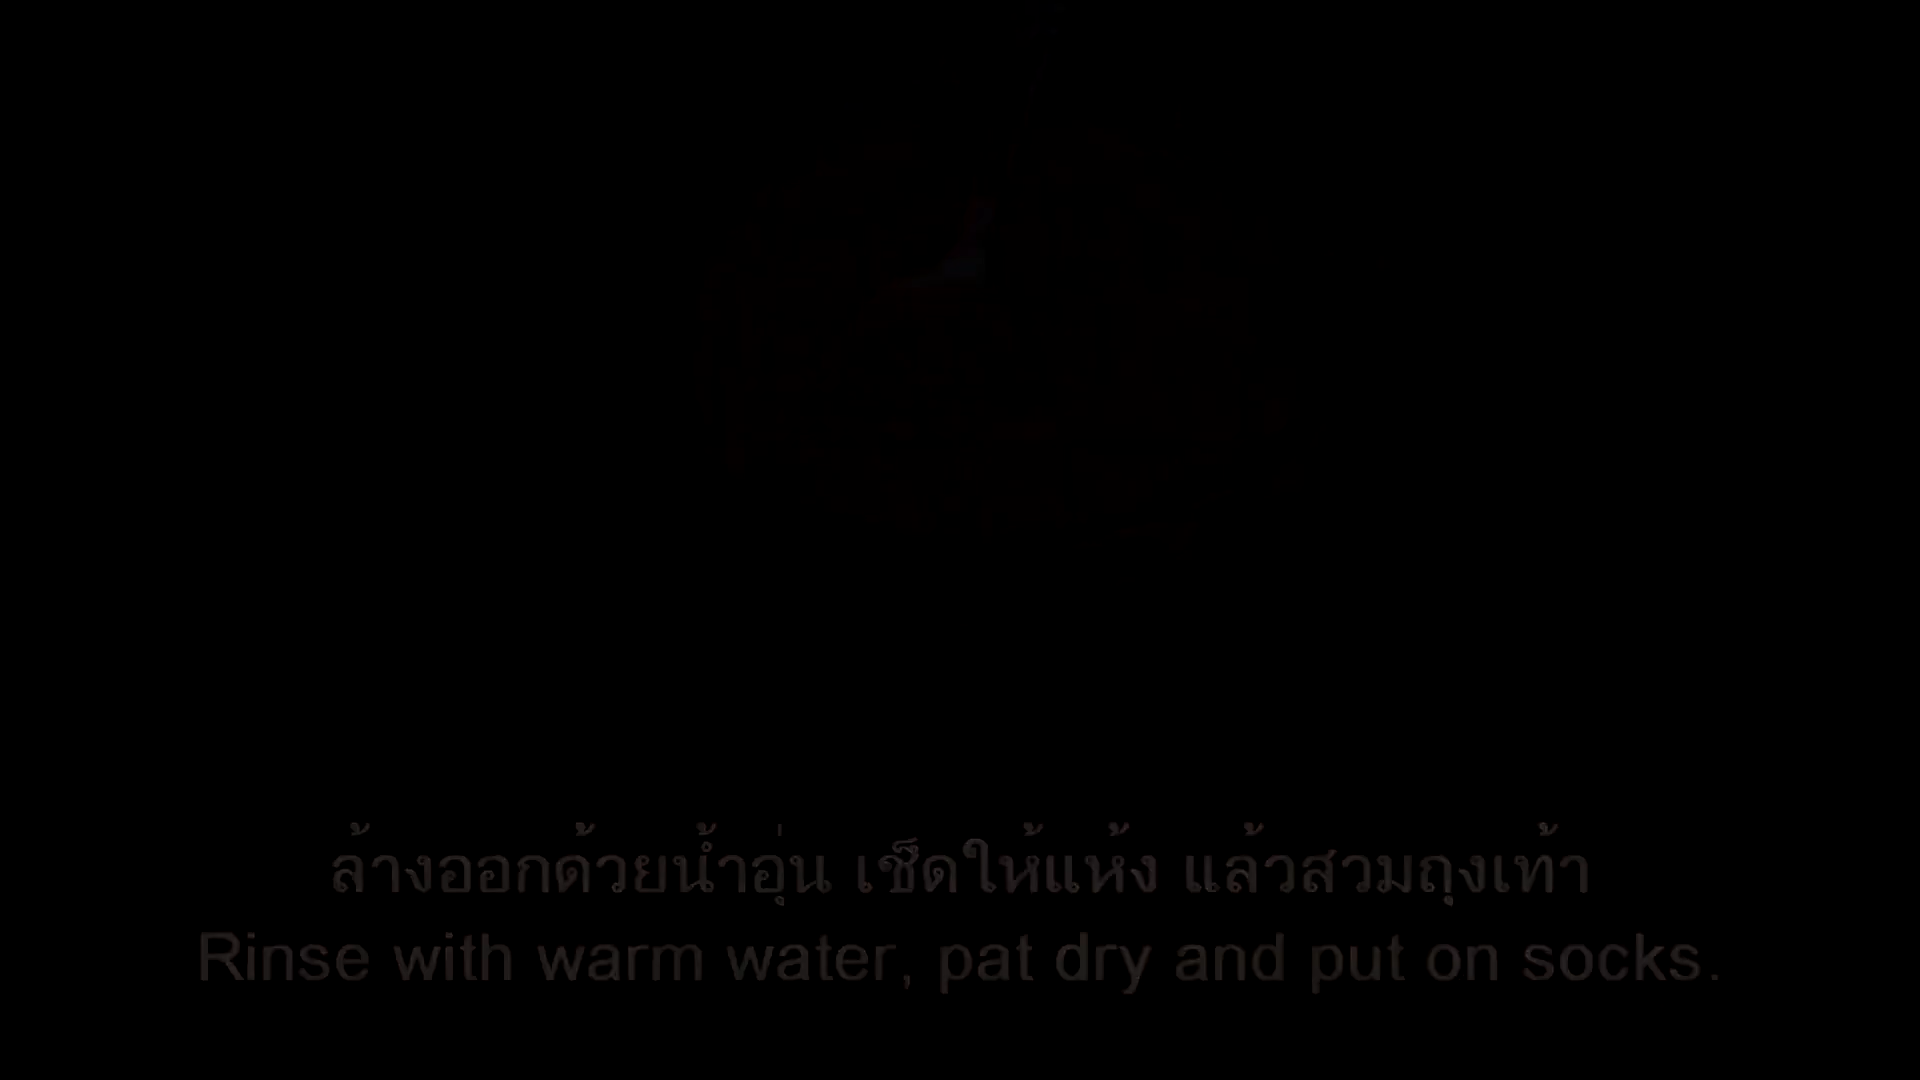 ล้างออกด้วยน้ำอุ่น เช็ดให้แห้ง แล้วสวมถุงเท้า
Rinse with warm water, pat dry and put on socks.